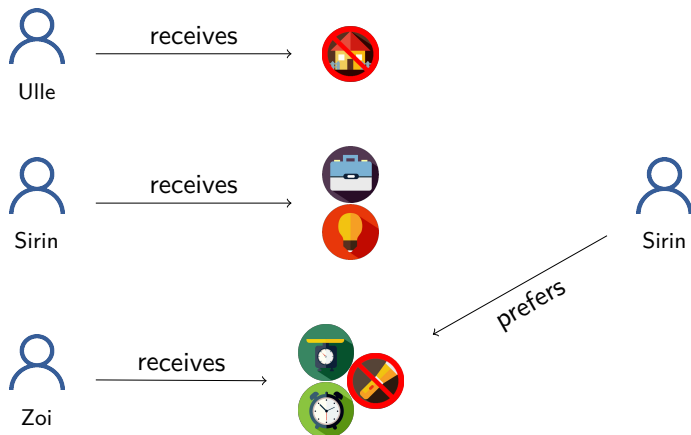 receives
Ulle
receives
Sirin
Sirin
prefers
receives
Zoi